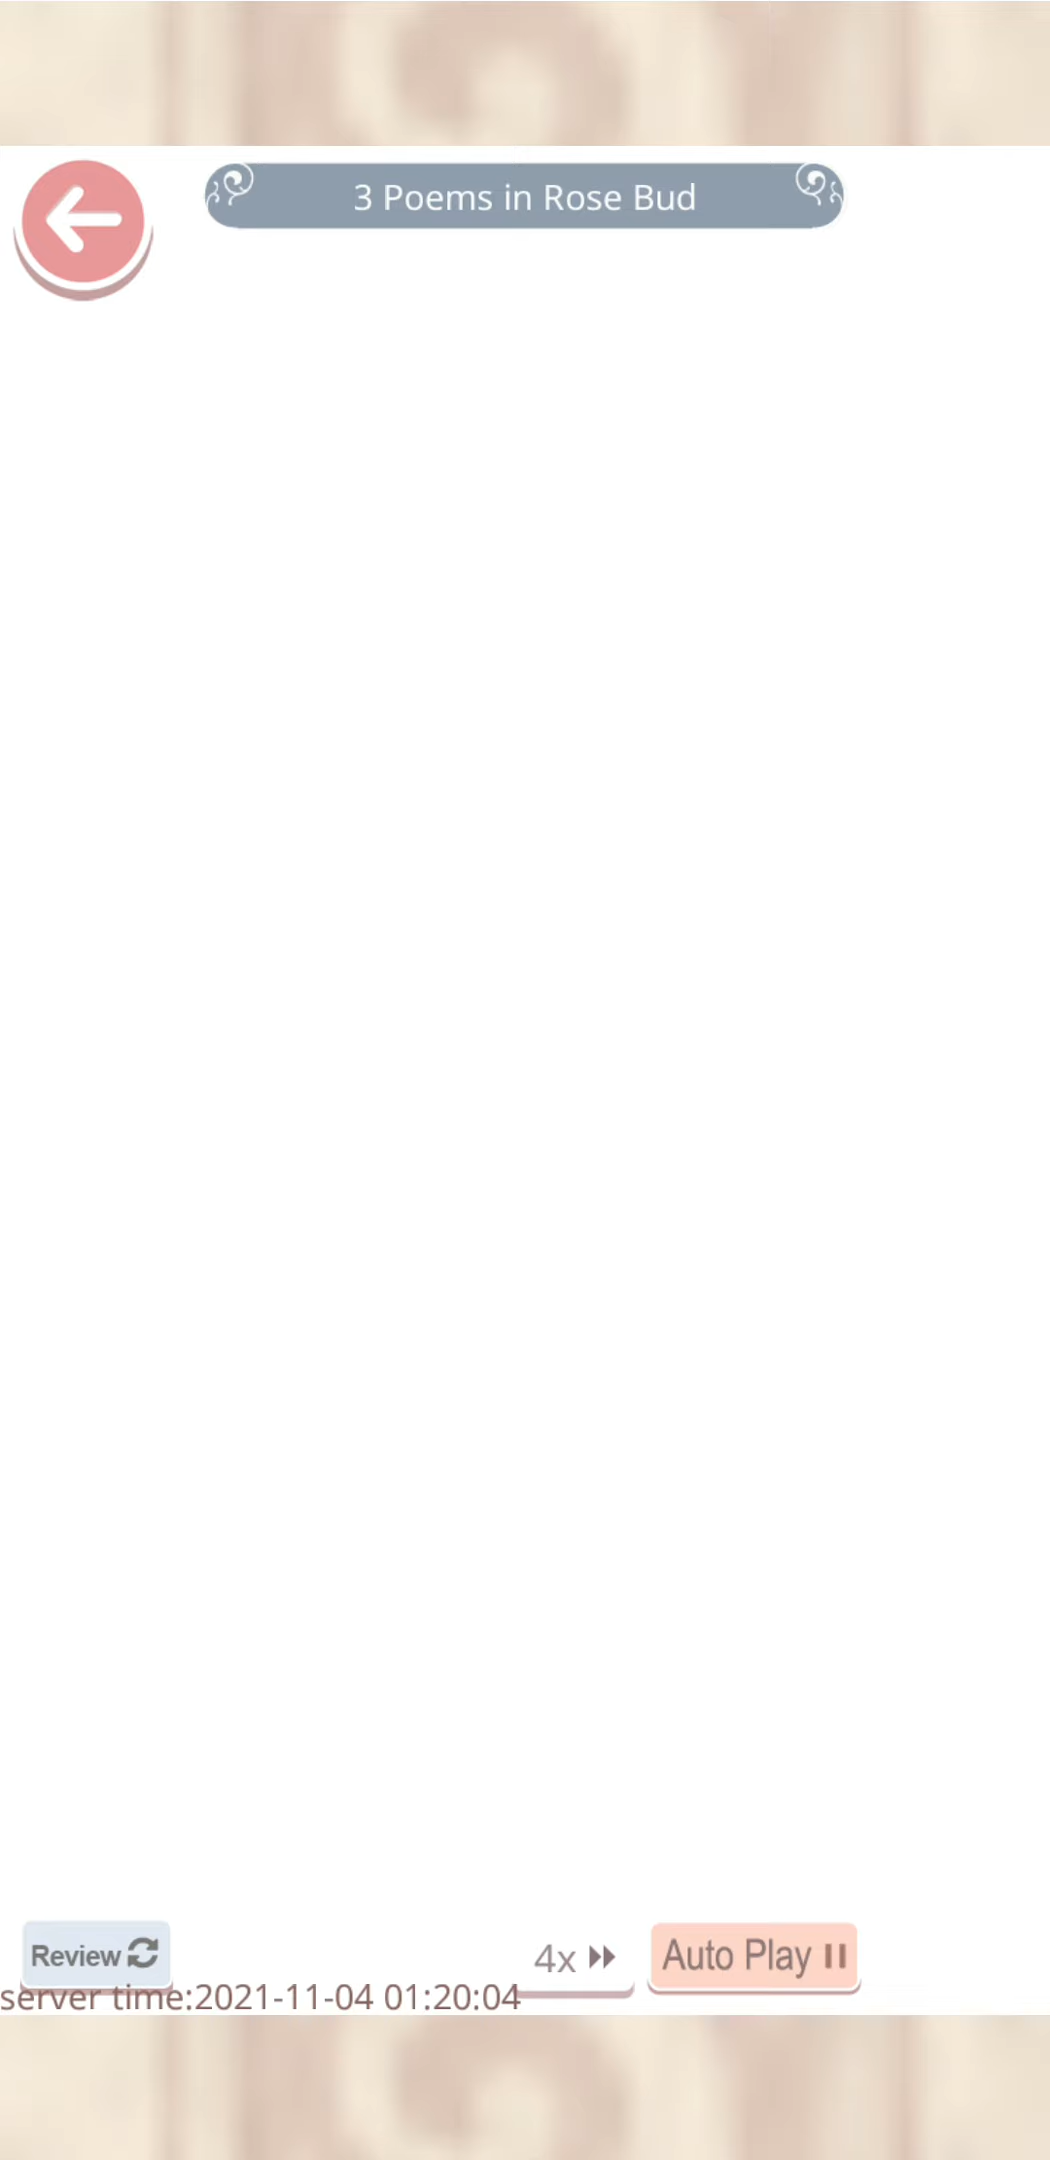 3 Poems in Rose Bud
Review
4x
Auto Play
server time:2021-11-04 01:20:04